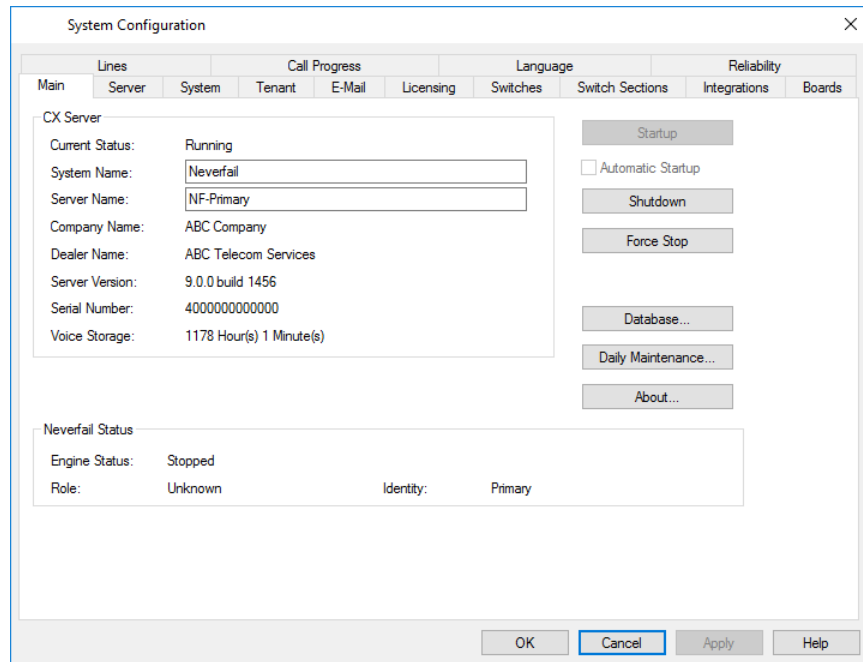 System Configuration
Lines Call Progress Language Reliability
Main Server System Tenant E-Mail Licensing Switches Switch Sections Integrations Boards
CX Server
Current Status: Running
System Name: Neverfail
Server Name: NF-Primary
Company Name: ABC Company
Dealer Name: ABC Telecom Services
Server Version: 9.0.0 build 1456
Serial Number: 4000000000000
Voice Storage: 1178 Hour(s) 1 Minute(s)
Startup
Automatic Startup
Shutdown
Force Stop
Database...
Daily Maintenance...
About...
Neverfail Status
Engine Status: Stopped
Role: Unknown Identity: Primary
OK Cancel Apply Help